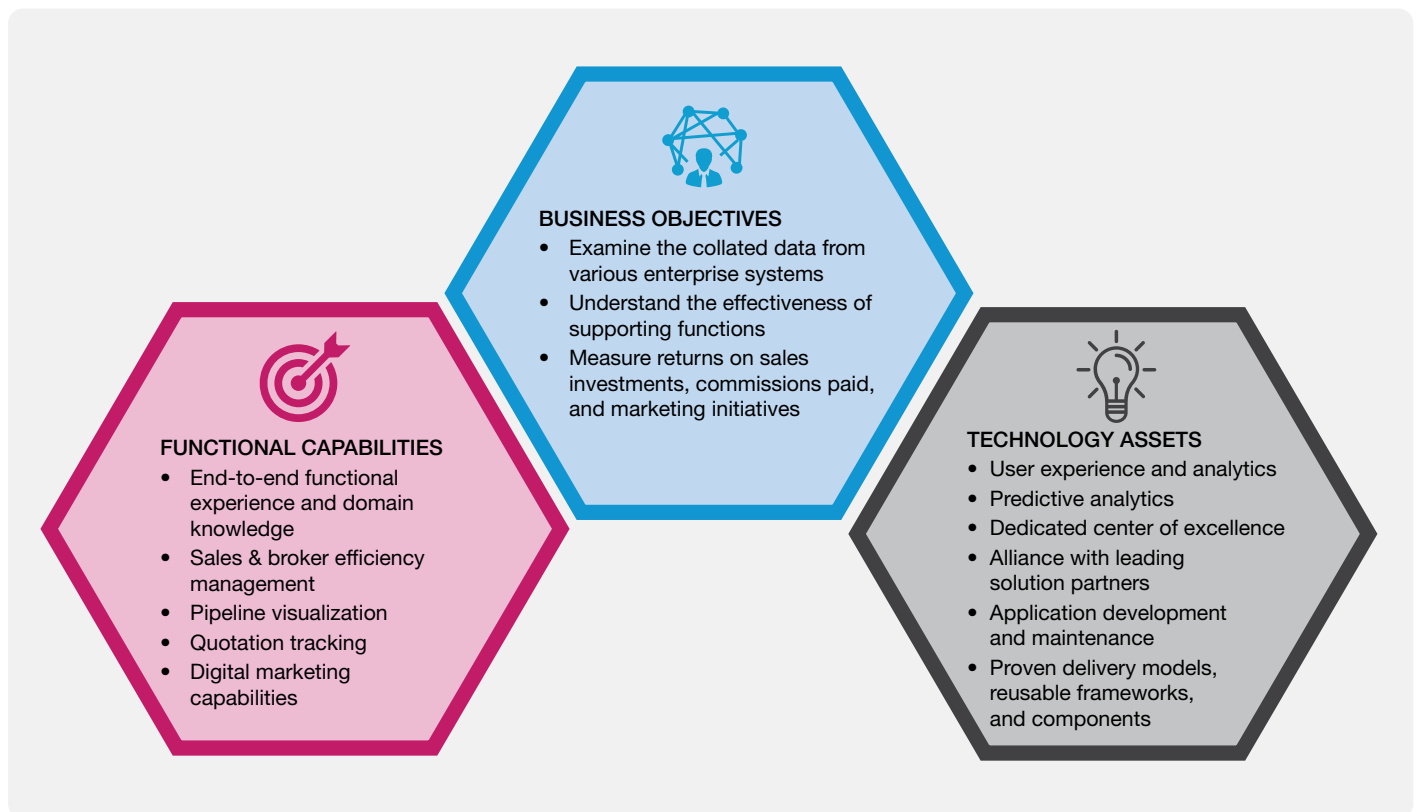 BUSINESS OBJECTIVES
• Examine the collated data from
various enterprise systems
• Understand the effectiveness of
supporting functions
• Measure returns on sales
investments, commissions paid,
and marketing initiatives
FUNCTIONAL CAPABILITIES
• End-to-end functional
experience and domain
knowledge
• Sales & broker efficiency
management
• Pipeline visualization
• Quotation tracking
• Digital marketing
capabilities
TECHNOLOGY ASSETS
• User experience and analytics
• Predictive analytics
• Dedicated center of excellence
• Alliance with leading
solution partners
• Application development
and maintenance
• Proven delivery models,
reusable frameworks,
and components